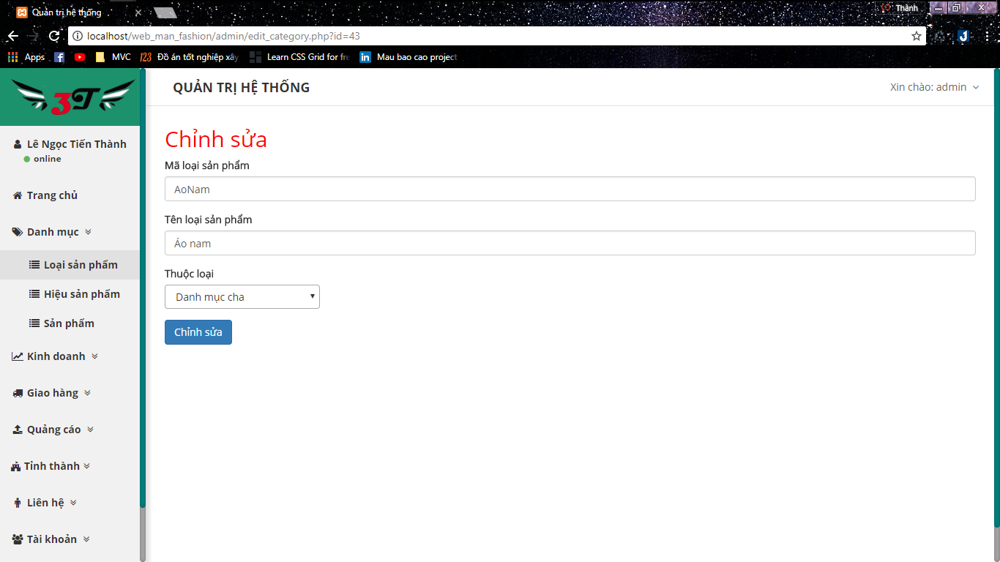 Quản trị hệ thống
Thành
localhost/web_man_fashion/admin/edit_category.php?id=43
Apps
MVC
123 Đồ án tốt nghiệp xây
Learn CSS Grid for fre
in Mau bao cao project
3T
QUẢN TRỊ HỆ THỐNG
Xin chào: admin
Lê Ngọc Tiến Thành
online
Trang chủ
Danh mục
Loại sản phẩm
Hiệu sản phẩm
Sản phẩm
Kinh doanh
Giao hàng
Quảng cáo
Tỉnh thành
Liên hệ
Tài khoản
Chỉnh sửa
Mã loại sản phẩm
AoNam
Tên loại sản phẩm
Áo nam
Thuộc loại
Danh mục cha
Chỉnh sửa